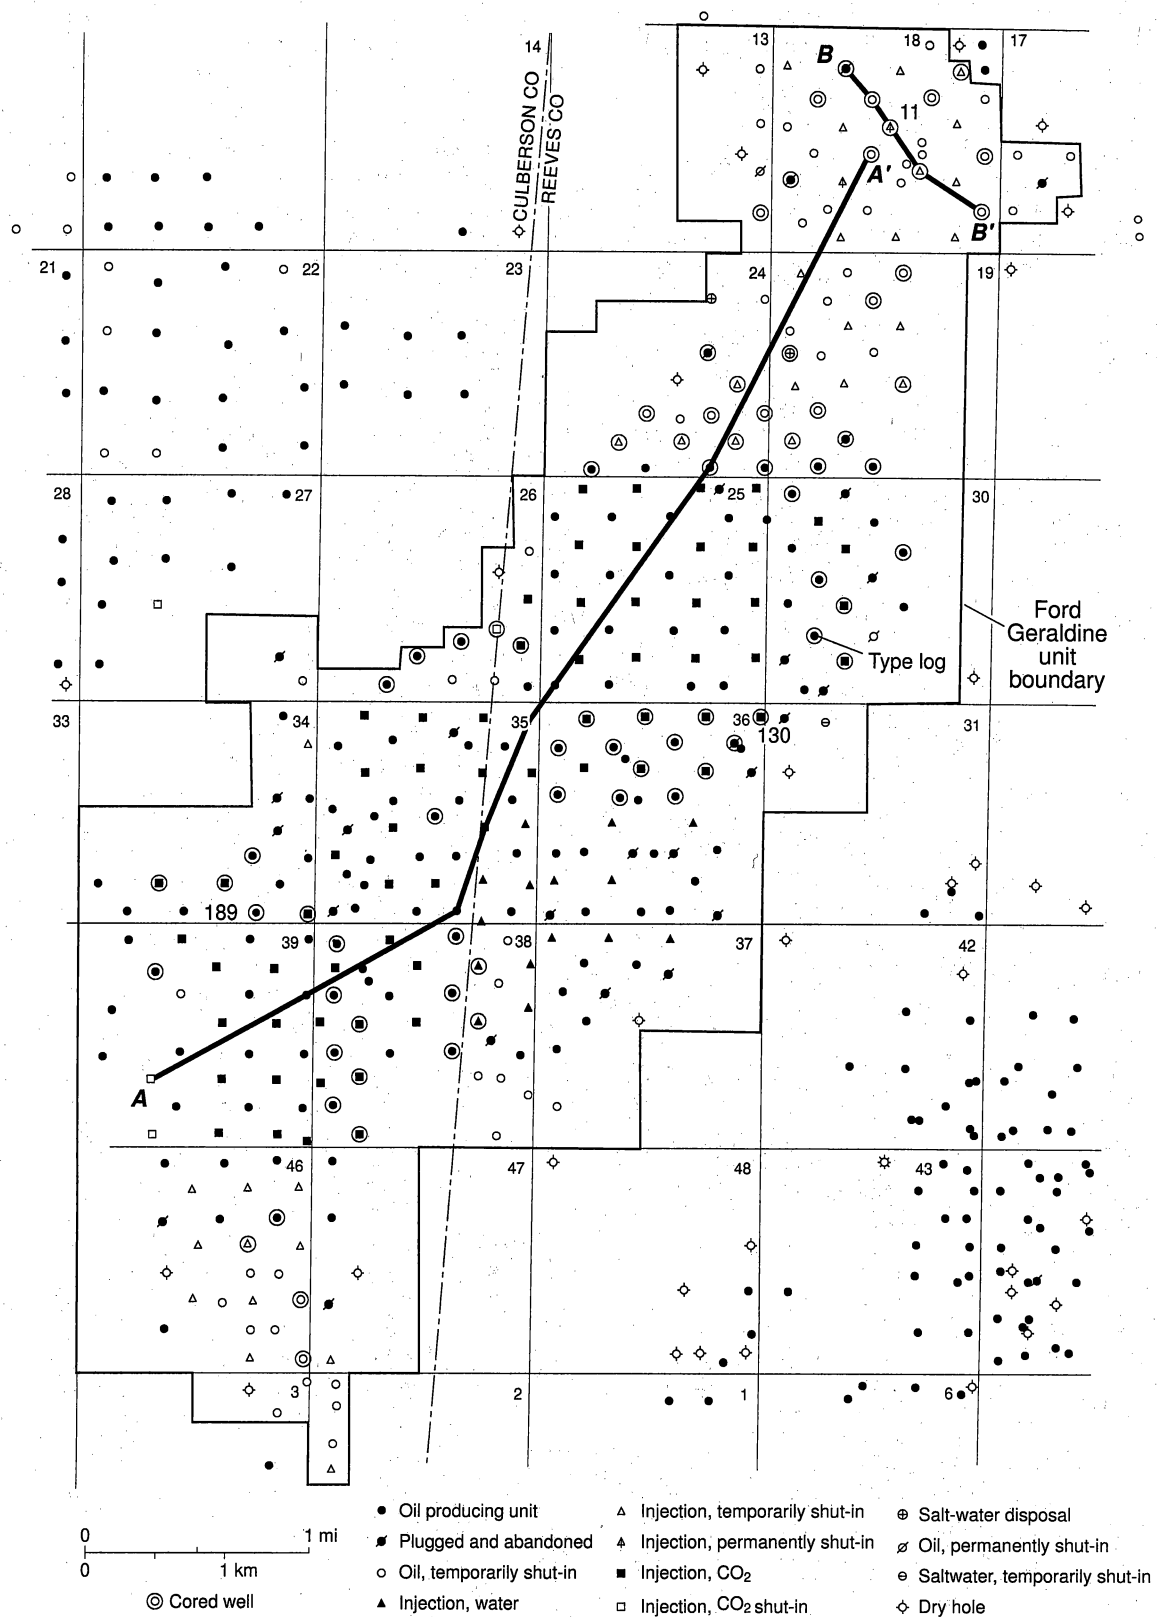 14
13
18
17
B
11
A'
B'
CULBERSON CO
REEVES CO
21
22
23
24
19
28
27
26
25
30
Ford
Geraldine
unit
boundary
Type log
33
34
35
36
130
31
189
39
38
37
42
A
46
47
48
43
3
2
1
6
0
1 mi
0
1 km
Cored well
Oil producing unit
Plugged and abandoned
Oil, temporarily shut-in
Injection, water
Injection, temporarily shut-in
Injection, permanently shut-in
Injection, CO2
Injection, CO2 shut-in
Salt-water disposal
Oil, permanently shut-in
Saltwater, temporarily shut-in
Dry hole